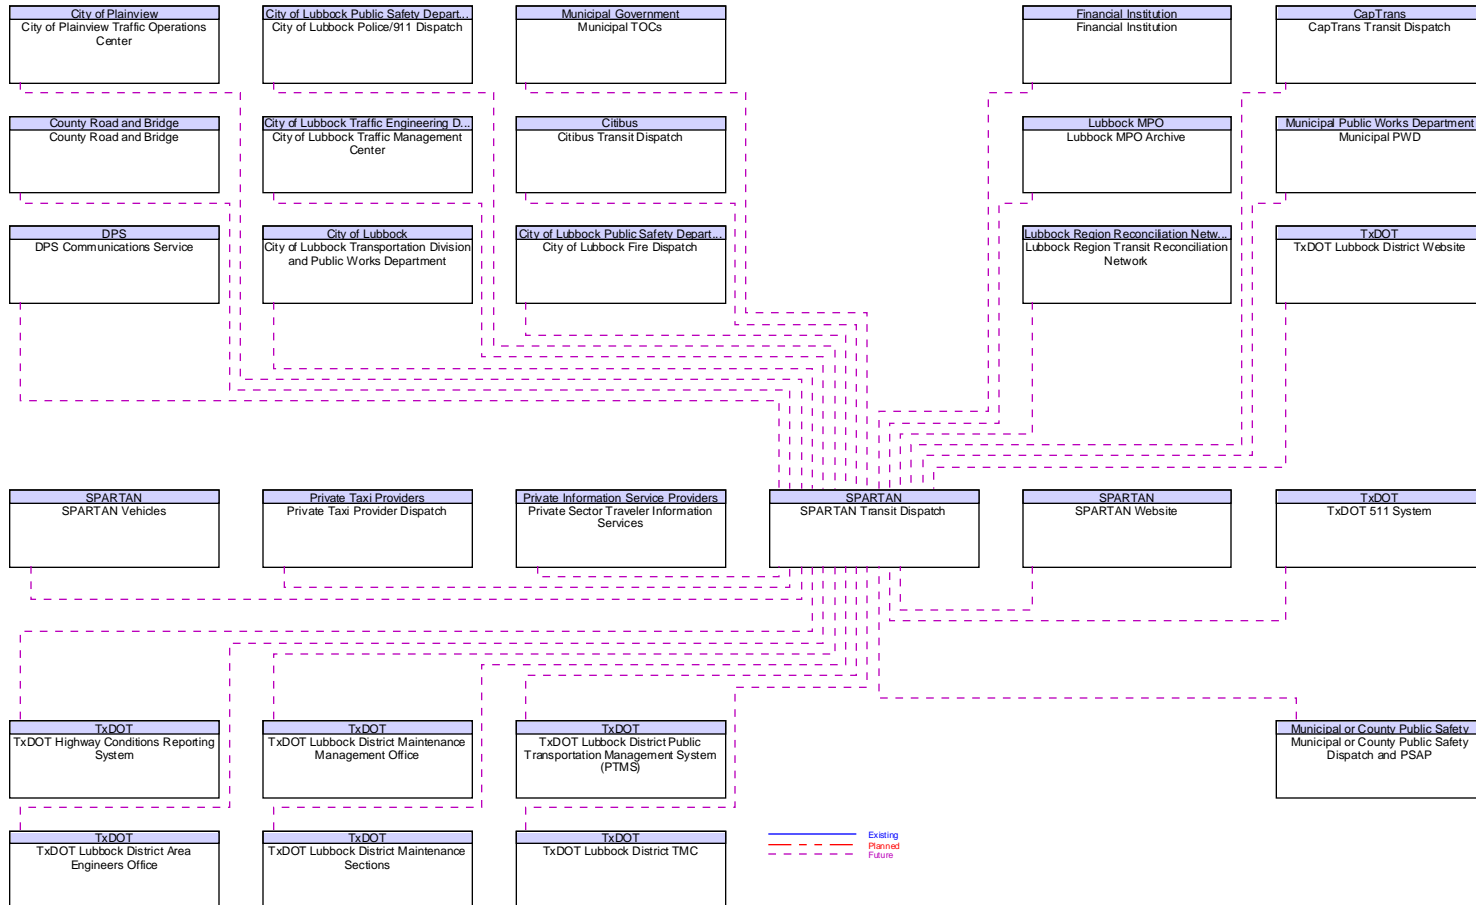 City of Plainview
City of Plainview Traffic Operations
Center
City of Lubbock Public Safety Depart...
City of Lubbock Police/911 Dispatch
Municipal Government
Municipal TOCs
Financial Institution
Financial Institution
CapTrans
CapTrans Transit Dispatch
County Road and Bridge
County Road and Bridge
City of Lubbock Traffic Engineering D...
City of Lubbock Traffic Management
Center
Citibus
Citibus Transit Dispatch
Lubbock MPO
Lubbock MPO Archive
Municipal Public Works Department
Municipal PWD
DPS
DPS Communications Service
City of Lubbock
City of Lubbock Transportation Division
and Public Works Department
City of Lubbock Public Safety Depart...
City of Lubbock Fire Dispatch
Lubbock Region Reconciliation Netw...
Lubbock Region Transit Reconciliation
Network
TxDOT
TxDOT Lubbock District Website
SPARTAN
SPARTAN Vehicles
Private Taxi Providers
Private Taxi Provider Dispatch
Private Information Service Providers
Private Sector Traveler Information
Services
SPARTAN
SPARTAN Transit Dispatch
SPARTAN
SPARTAN Website
TxDOT
TxDOT 511 System
TxDOT
TxDOT Highway Conditions Reporting
System
TxDOT
TxDOT Lubbock District Maintenance
Management Office
TxDOT
TxDOT Lubbock District Public
Transportation Management System
(PTMS)
Municipal or County Public Safety
Municipal or County Public Safety
Dispatch and PSAP
TxDOT
TxDOT Lubbock District Area
Engineers Office
TxDOT
TxDOT Lubbock District Maintenance
Sections
TxDOT
TxDOT Lubbock District TMC
Existing
Planned
Future